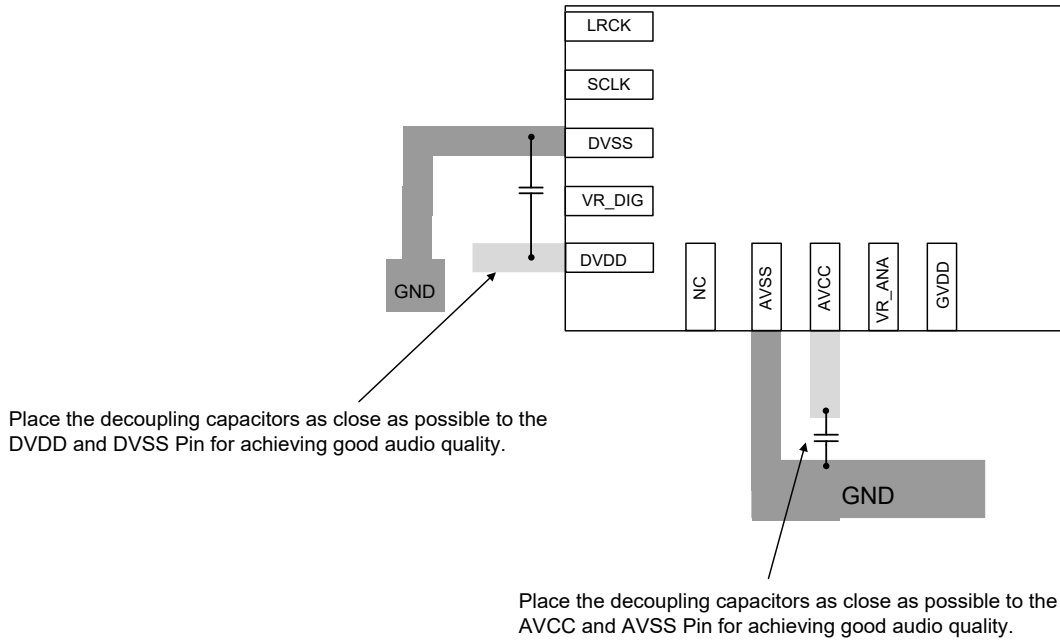 LRCK
SCLK
DVSS
VR_DIG
DVDD
NC
AVSS
AVCC
VR_ANA
GVDD
GND
Place the decoupling capacitors as close as possible to the
DVDD and DVSS Pin for achieving good audio quality.
GND
Place the decoupling capacitors as close as possible to the
AVCC and AVSS Pin for achieving good audio quality.